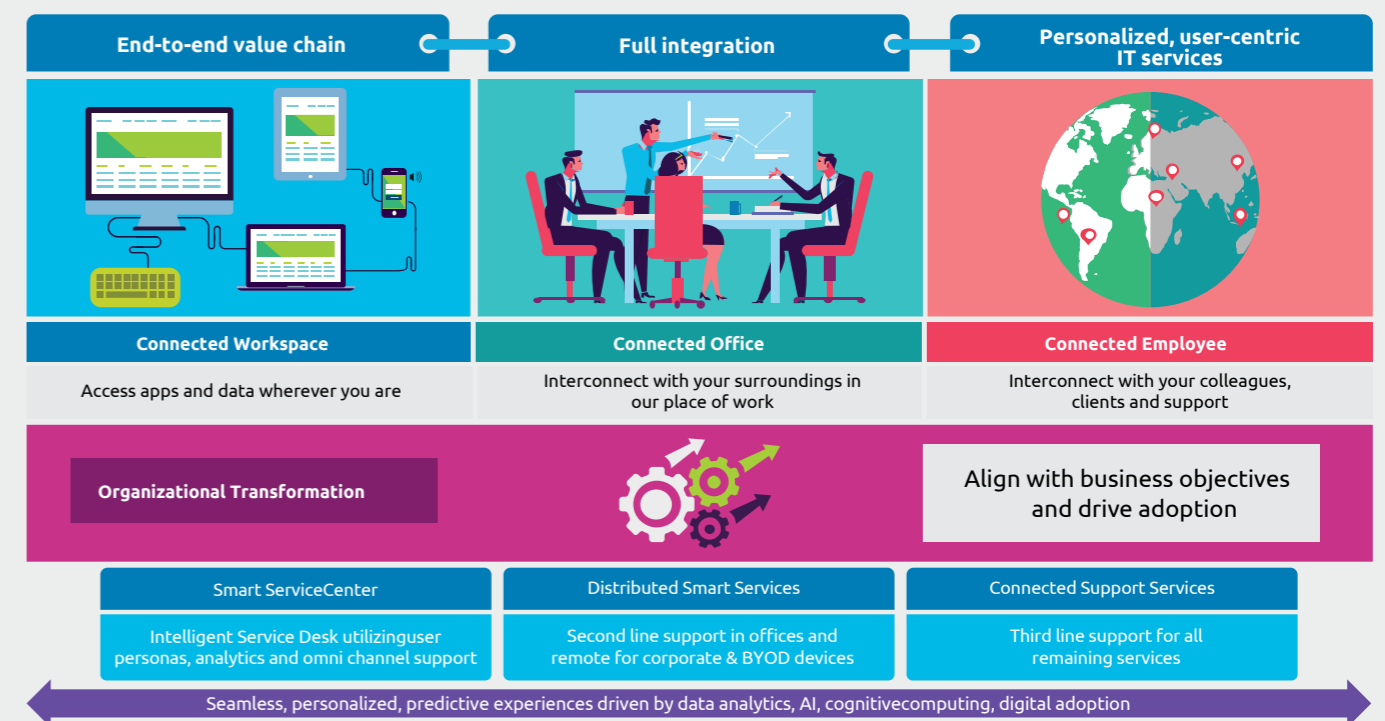 End-to-end value chain
Full integration
Personalized, user-centric
IT services
Connected Workspace
Connected Office
Connected Employee
Access apps and data wherever you are
Interconnect with your surroundings in
our place of work
Interconnect with your colleagues,
clients and support
Organizational Transformation
Align with business objectives
and drive adoption
Smart ServiceCenter
Distributed Smart Services
Connected Support Services
Intelligent Service Desk utilizinguser
personas, analytics and omni channel support
Second line support in offices and
remote for corporate & BYOD devices
Third line support for all
remaining services
Seamless, personalized, predictive experiences driven by data analytics, AI, cognitivecomputing, digital adoption